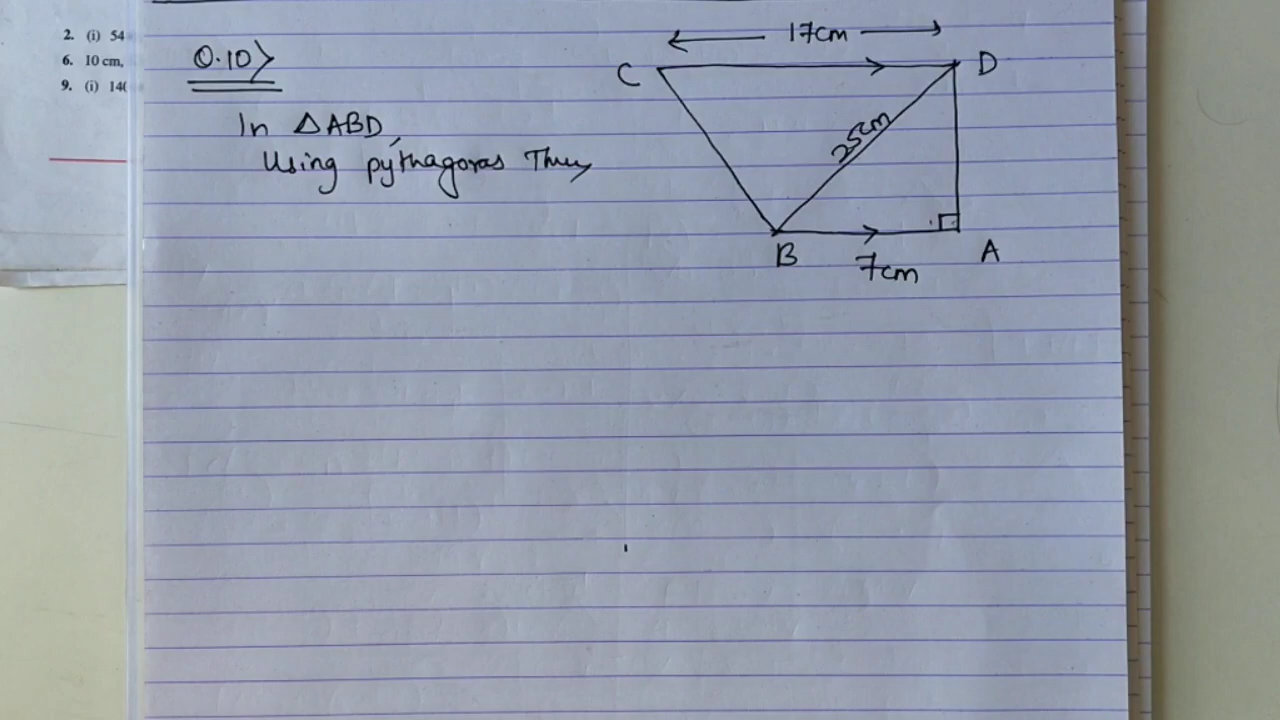 2. (i) 54
6. 10 cm,
9. (i) 14
Q.10>
In △ABD,
Using pythagoras Thm,
17cm
C
D
25cm
B
A
7cm